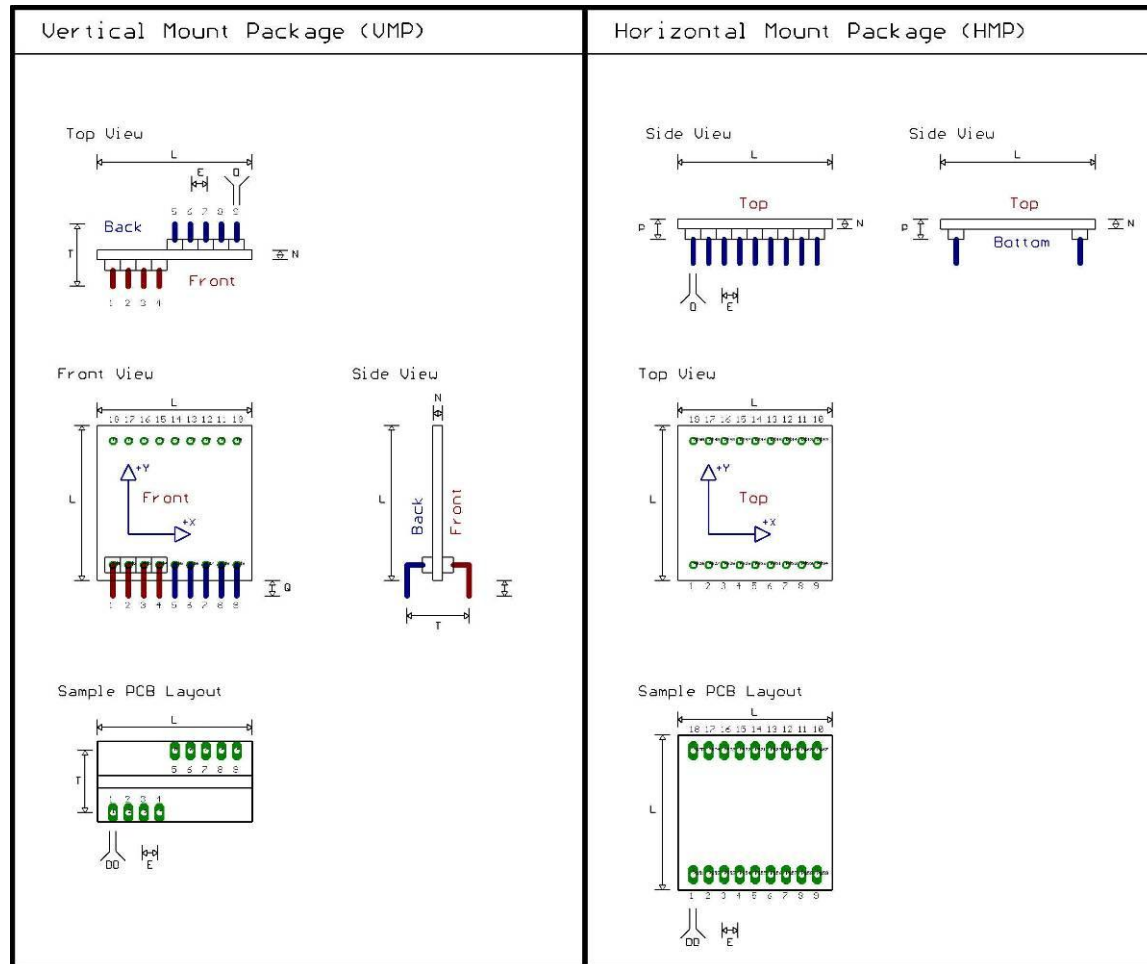 Vertical Mount Package (VMP)
Top View
L
E
D
5 6 7 8 9
Back
T
N
Front
1 2 3 4
Front View
L
18 17 16 15 14 13 12 11 10
+Y
L
Front
+X
Q
1 2 3 4 5 6 7 8 9
Side View
N
L
Back
Front
T
Sample PCB Layout
L
T
5 6 7 8 9
1 2 3 4
DD
E
Horizontal Mount Package (HMP)
Side View
L
Top
P
N
D
E
Side View
L
Top
P
N
Bottom
Top View
L
18 17 16 15 14 13 12 11 10
+Y
L
Top
+X
1 2 3 4 5 6 7 8 9
Sample PCB Layout
L
18 17 16 15 14 13 12 11 10
L
1 2 3 4 5 6 7 8 9
DD
E